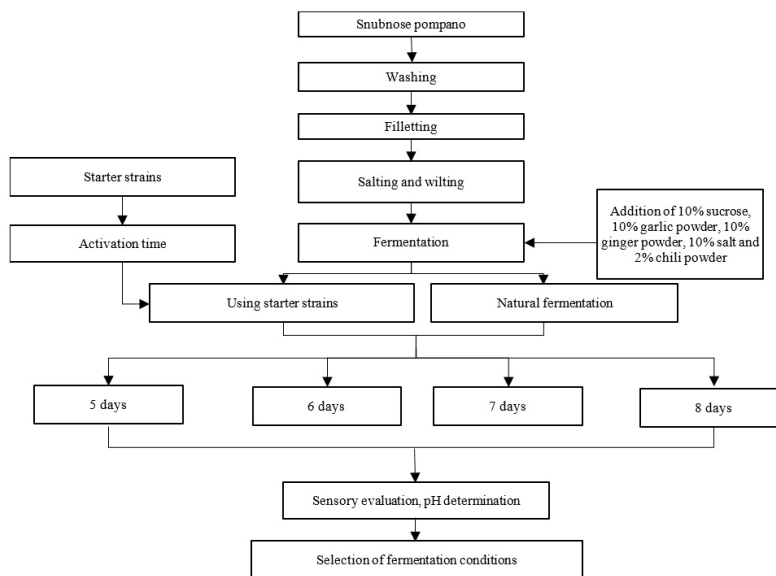 Snubnose pompano
Washing
Filletting
Starter strains
Salting and wilting
Addition of 10% sucrose,
10% garlic powder, 10%
ginger powder, 10% salt and
2% chili powder
Activation time
Fermentation
Using starter strains
Natural fermentation
5 days
6 days
7 days
8 days
Sensory evaluation, pH determination
Selection of fermentation conditions